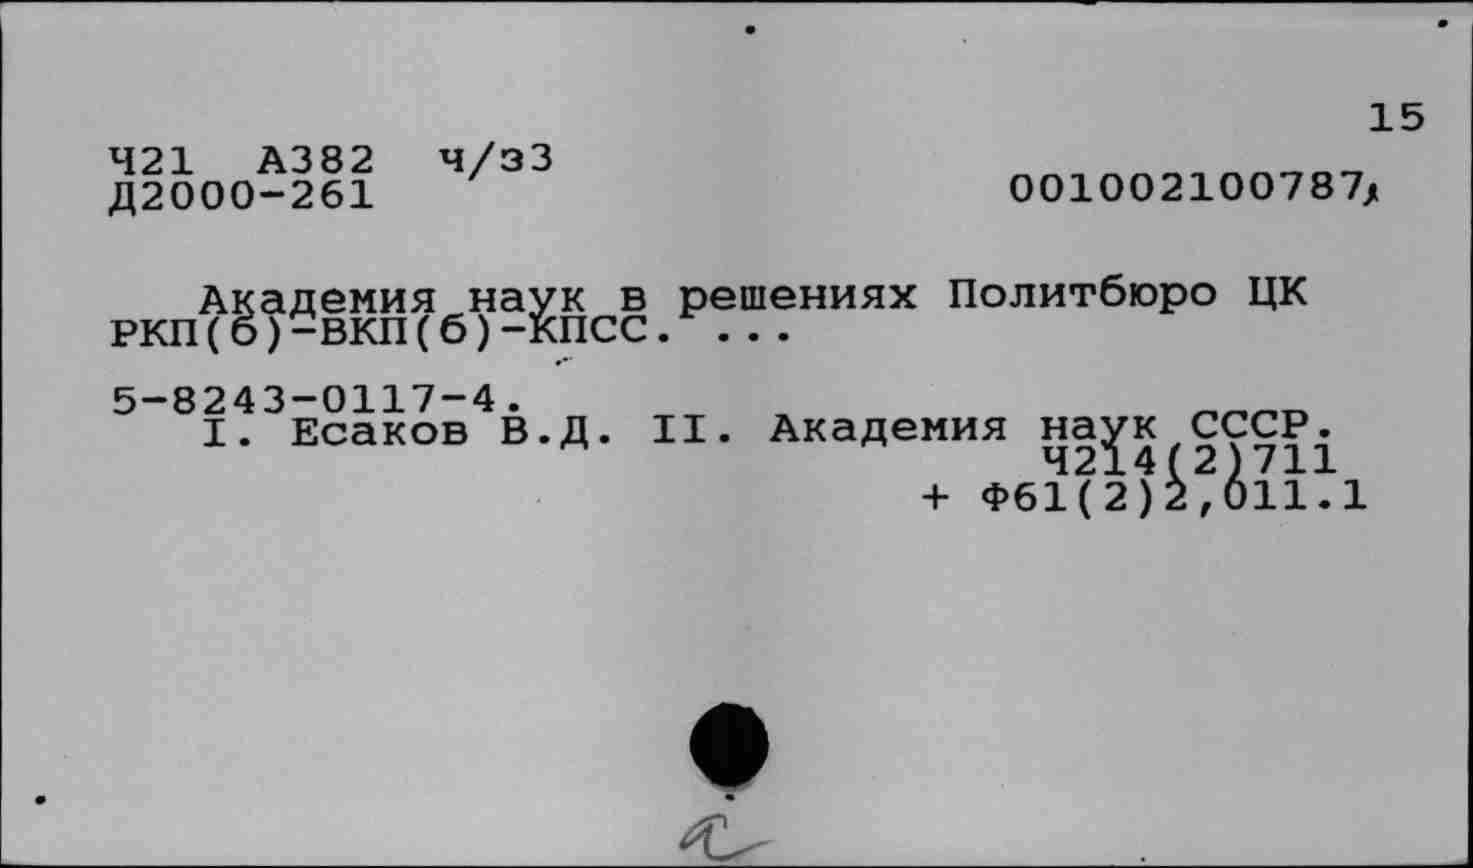 15
Ч21 А382 ч/з3
Д2000-261
001002100787
Академия наук в решениях Политбюро ЦК
РКП(б)-ВКП(б)-КПСС. ...
5-8243-0117-4.
I. Есаков В.Д. II. Академия наук СССР.
Ч214(2)711
+ Ф61(2)2,011.1